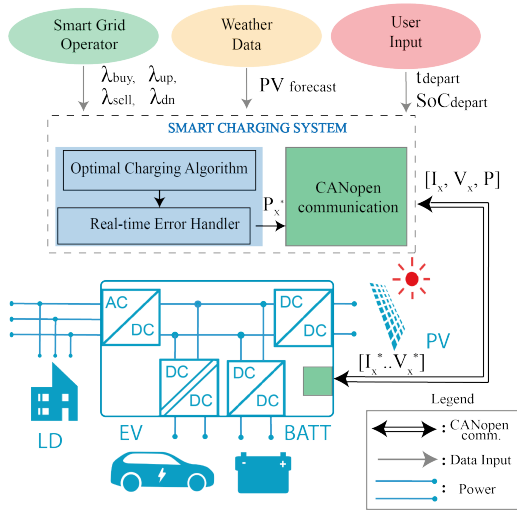 Smart Grid
Operator
Weather
Data
User
Input
λbuy, λup,
λsell, λdn
PV forecast
tdepart
SoCdepart
SMART CHARGING SYSTEM
Optimal Charging Algorithm
Real-time Error Handler
Px*
CANopen
communication
[Ix, Vx, P]
AC
DC
DC
DC
DC
DC
DC
DC
PV
[Ix*..Vx*]
LD
EV
BATT
Legend
: CANopen
comm.
: Data Input
: Power